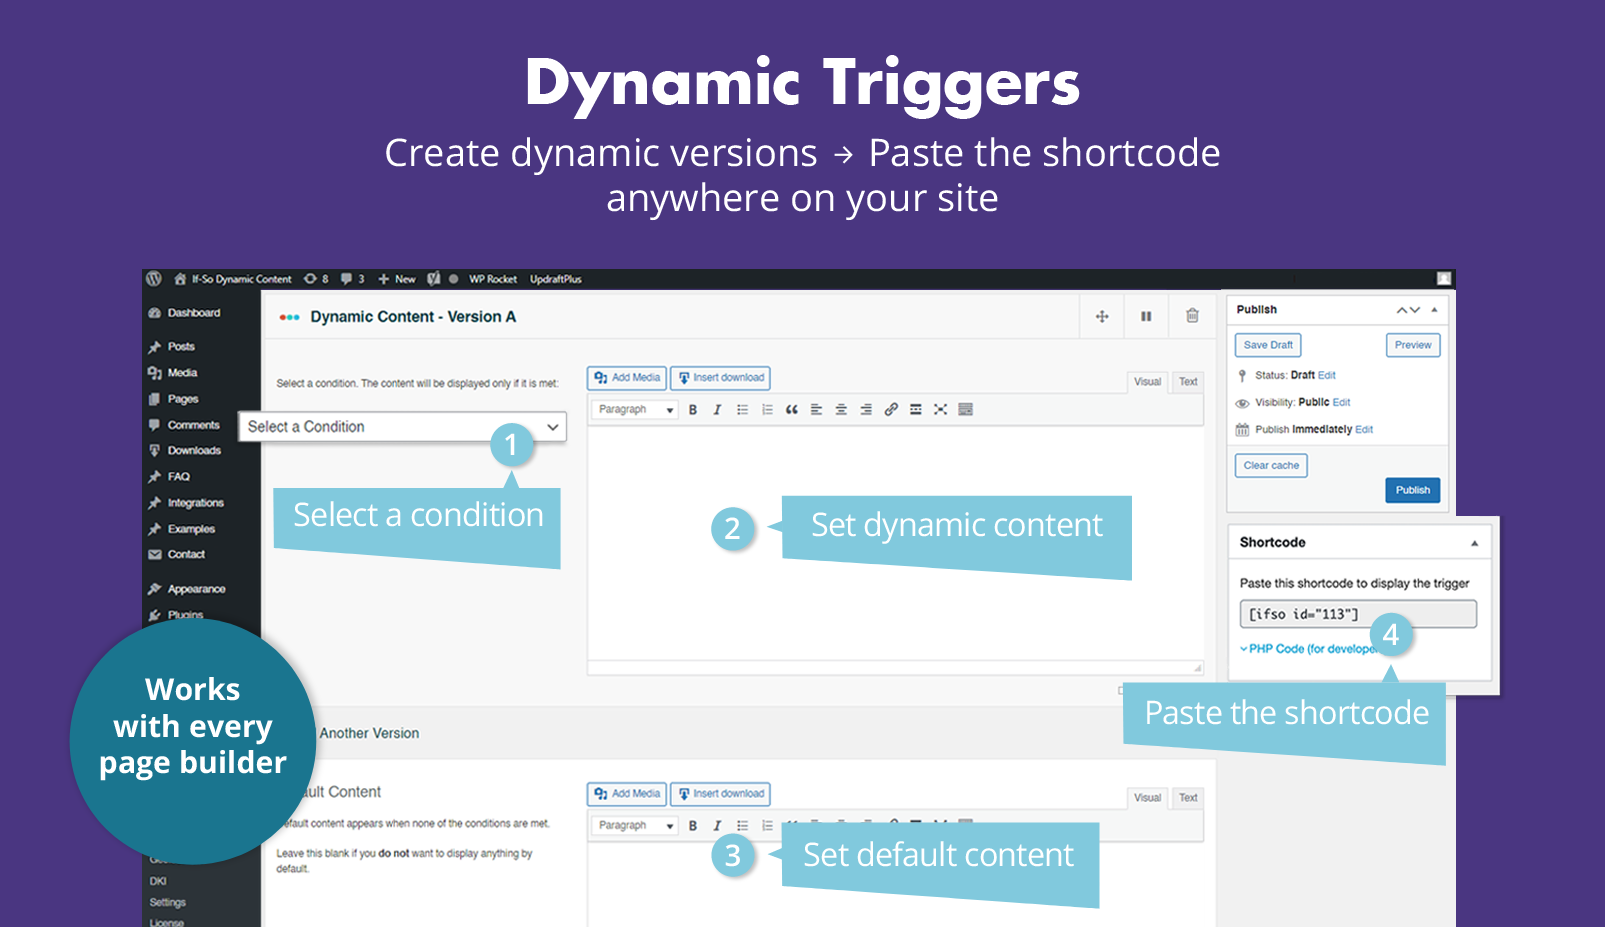 Dynamic Triggers
Create dynamic versions → Paste the shortcode
anywhere on your site
If-So Dynamic Content 8 3 + New WP Rocket UpdraftPlus
Dashboard
Posts
Media
Pages
Comments
Downloads
FAQ
Integrations
Examples
Contact
Appearance
Plugins
Dynamic Content - Version A
Select a condition. The content will be displayed only if it is met:
Select a Condition
1
Select a condition
Add Media Insert download
Visual Text
Paragraph B I
2
Set dynamic content
Publish
Save Draft Preview
Status: Draft Edit
Visibility: Public Edit
Publish Immediately Edit
Clear cache
Publish
Shortcode
Paste this shortcode to display the trigger
[ifso id="113"]
PHP Code (for
4
Paste the shortcode
Works
with every
page builder
Another Version
Content
content appears when none of the conditions are met.
Leave this blank if you do not want to display anything by
default.
Add Media Insert download
Visual Text
Paragraph B I
3
Set default content
DKI
Settings
License